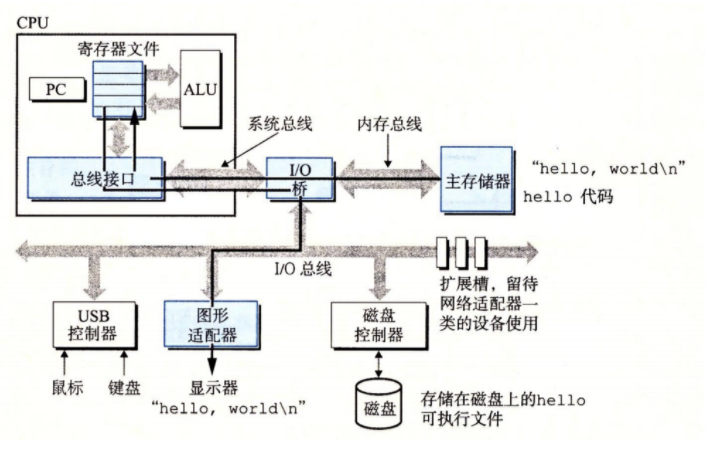 CPU
寄存器文件
PC
ALU
系统总线
内存总线
总线接口
I/O
桥
主存储器
“hello, world\n”
hello 代码
I/O 总线
扩展槽，留待
网络适配器一
类的设备使用
USB
控制器
图形
适配器
磁盘
控制器
鼠标
键盘
显示器
“hello, world\n”
磁盘
存储在磁盘上的hello
可执行文件